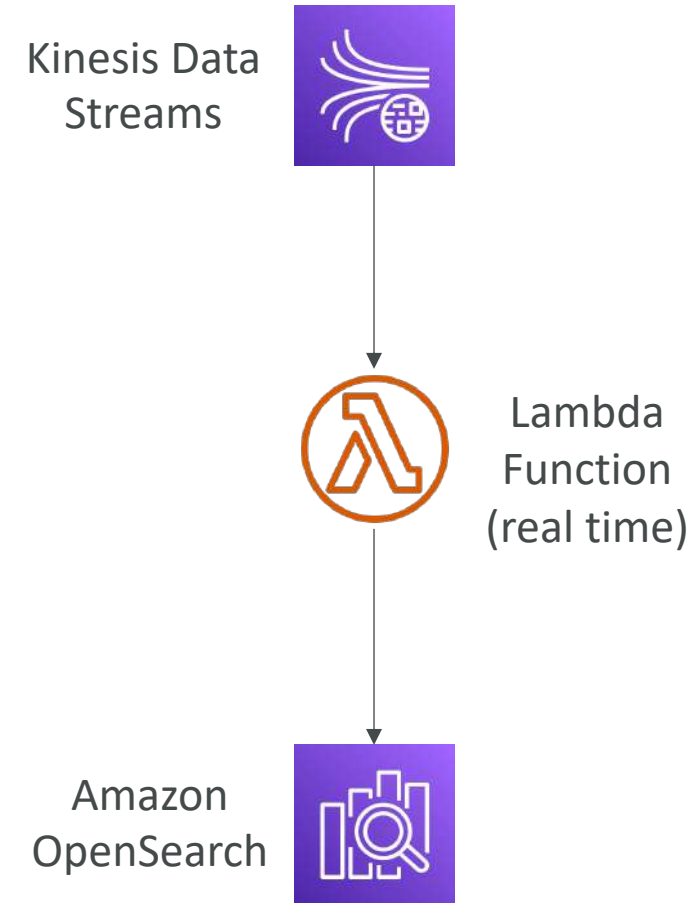 Kinesis Data
Streams
Lambda
Function
(real time)
Amazon
OpenSearch